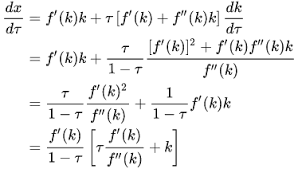 dx/dτ = f′(k)k + τ [f′(k) + f″(k)k] dk/dτ
= f′(k)k + τ/(1 − τ) · ([f′(k)]² + f′(k)f″(k)k)/f″(k)
= τ/(1 − τ) · f′(k)²/f″(k) + 1/(1 − τ) · f′(k)k
= f′(k)/(1 − τ) [τ f′(k)/f″(k) + k]